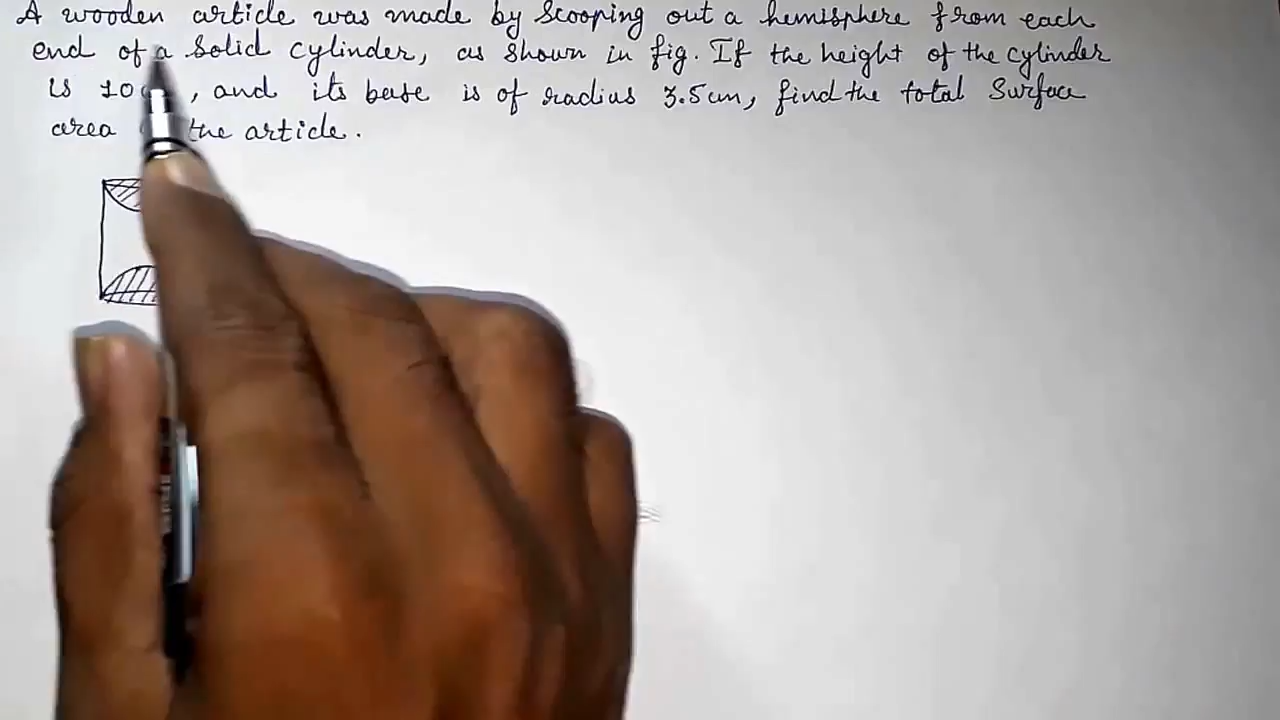 A wooden article was made by scooping out a hemisphere from each
end of a solid cylinder, as shown in fig. If the height of the cylinder
is 10 , and its base is of radius 3.5cm, find the total surface
area the article.